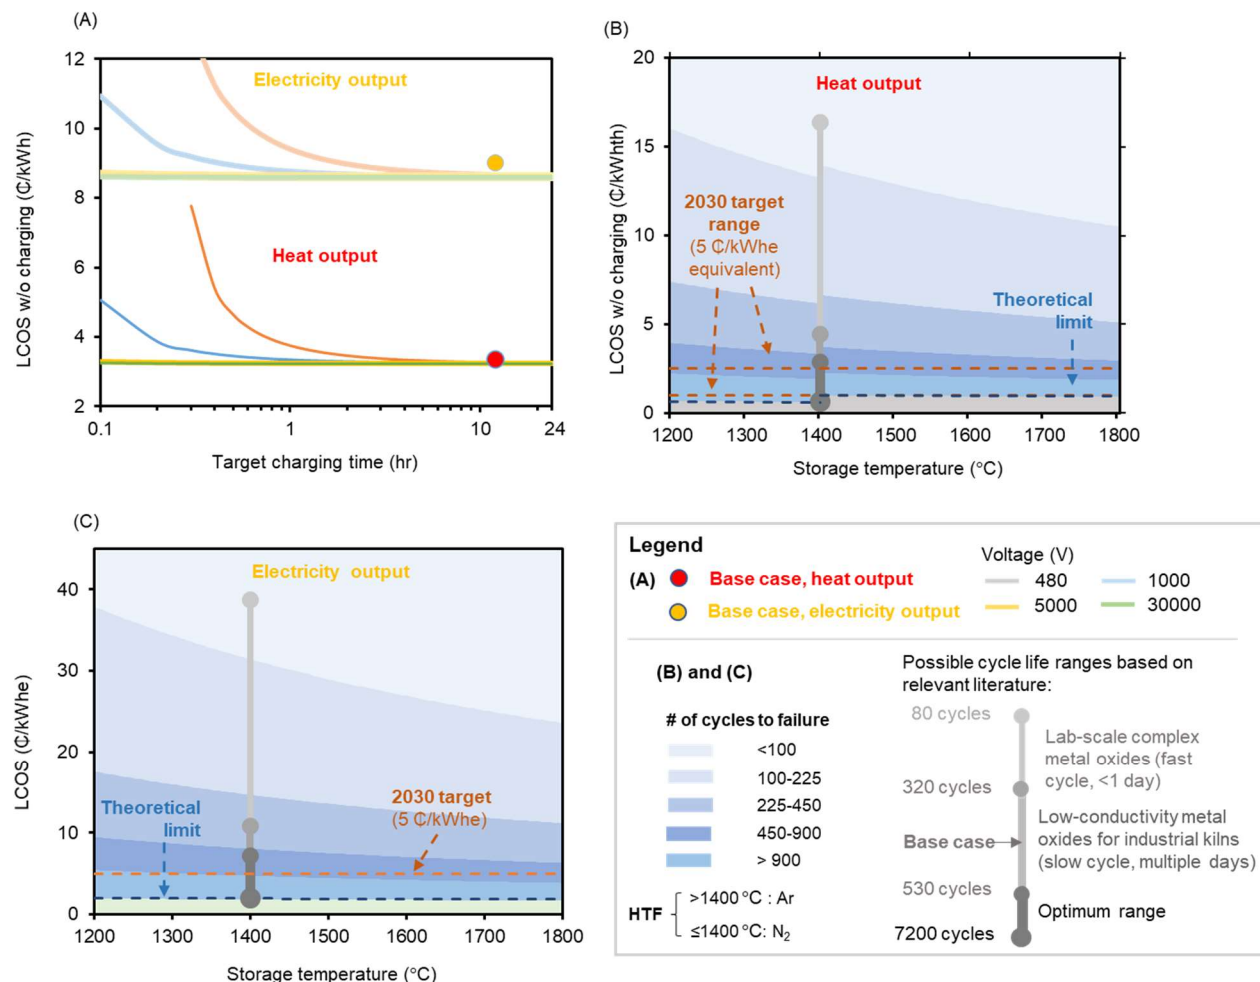 (A)
12
10
8
6
4
2
LCOS w/o charging (₵/kWh)
Electricity output
Heat output
0.1
1
10
24
Target charging time (hr)
(B)
20
15
10
5
0
LCOS w/o charging (₵/kWhth)
Heat output
2030 target
range
(5 ₵/kWhe
equivalent)
Theoretical
limit
1200
1300
1400
1500
1600
1700
1800
Storage temperature (°C)
(C)
40
30
20
10
0
LCOS (₵/kWhe)
Electricity output
Theoretical
limit
2030 target
(5 ₵/kWhe)
1200
1300
1400
1500
1600
1700
1800
Storage temperature (°C)
Legend
(A)
Base case, heat output
Base case, electricity output
Voltage (V)
480
1000
5000
30000
(B) and (C)
# of cycles to failure
<100
100-225
225-450
450-900
> 900
HTF
>1400 °C : Ar
≤1400 °C: N₂
Possible cycle life ranges based on
relevant literature:
80 cycles
Lab-scale complex
metal oxides (fast
cycle, <1 day)
320 cycles
Low-conductivity metal
oxides for industrial kilns
(slow cycle, multiple days)
Base case
530 cycles
Optimum range
7200 cycles